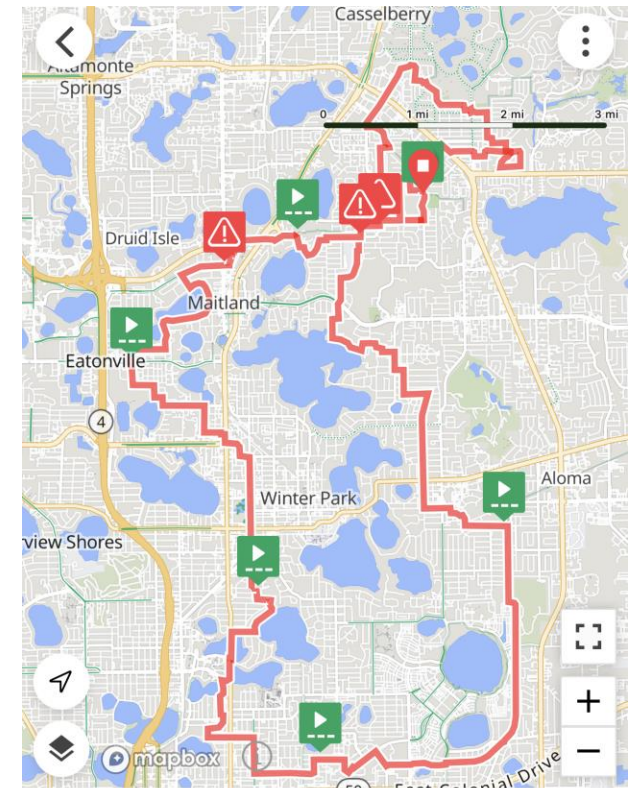 Casselberry
Altamonte
Springs
0 1 mi 2 mi 3 mi
Druid Isle
Maitland
Eatonville
4
Aloma
Winter Park
view Shores
mapbox
50
East Colonial Drive